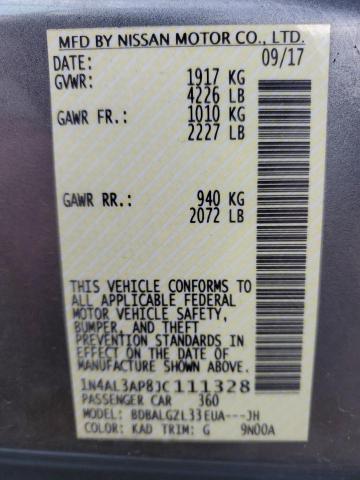 MFD BY NISSAN MOTOR CO., LTD.
DATE: 09/17
GVWR: 1917 KG
4226 LB
GAWR FR.: 1010 KG
2227 LB
GAWR RR.: 940 KG
2072 LB
THIS VEHICLE CONFORMS TO
ALL APPLICABLE FEDERAL
MOTOR VEHICLE SAFETY,
BUMPER, AND THEFT
PREVENTION STANDARDS
IN EFFECT ON THE DATE OF
MANUFACTURE SHOWN ABOVE.
1N4AL3AP8JC111328
PASSENGER CAR 360
MODEL: BDBALGZL33EUA---JH
COLOR: KAD TRIM: G 9N00A